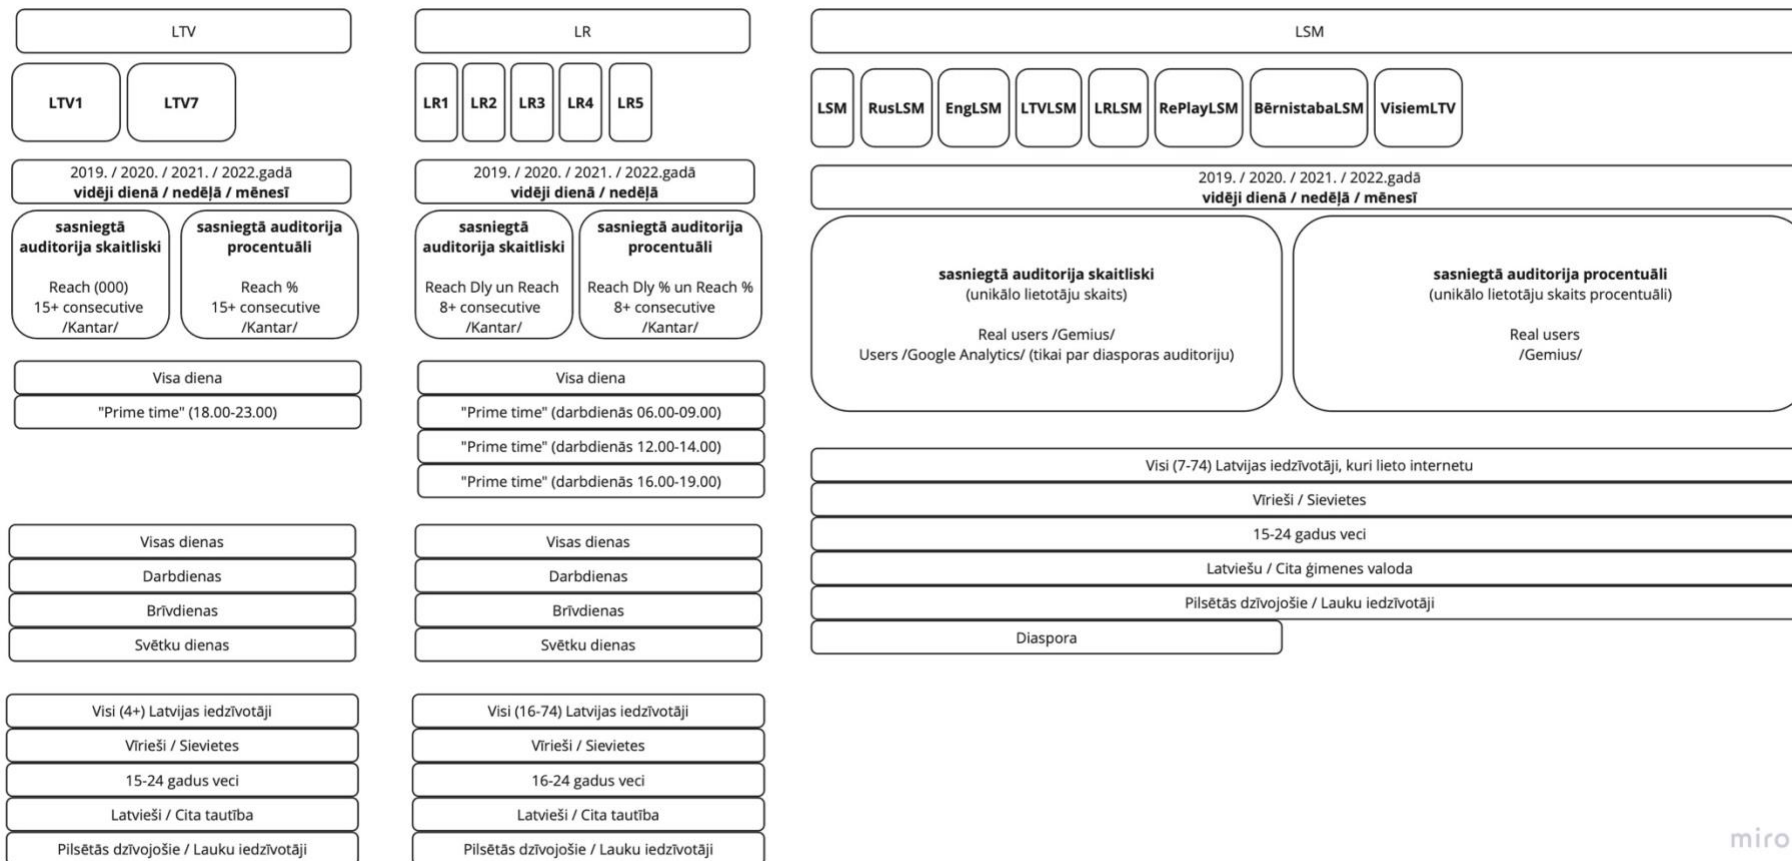 LTV
LTV1
LTV7
2019. / 2020. / 2021. / 2022.gadā
vidēji dienā / nedēļā / mēnesī
sasniegtā
auditorija skaitliski
Reach (000)
15+ consecutive
/Kantar/
sasniegtā auditorija
procentuāli
Reach %
15+ consecutive
/Kantar/
Visa diena
"Prime time" (18.00-23.00)
Visas dienas
Darbdienas
Brīvdienas
Svētku dienas
Visi (4+) Latvijas iedzīvotāji
Vīrieši / Sievietes
15-24 gadus veci
Latvieši / Cita tautība
Pilsētās dzīvojošie / Lauku iedzīvotāji
LR
LR1
LR2
LR3
LR4
LR5
2019. / 2020. / 2021. / 2022.gadā
vidēji dienā / nedēļā
sasniegtā
auditorija skaitliski
Reach Dly un Reach
8+ consecutive
/Kantar/
sasniegtā auditorija
procentuāli
Reach Dly % un Reach %
8+ consecutive
/Kantar/
Visa diena
"Prime time" (darbdienās 06.00-09.00)
"Prime time" (darbdienās 12.00-14.00)
"Prime time" (darbdienās 16.00-19.00)
Visas dienas
Darbdienas
Brīvdienas
Svētku dienas
Visi (16-74) Latvijas iedzīvotāji
Vīrieši / Sievietes
16-24 gadus veci
Latvieši / Cita tautība
Pilsētās dzīvojošie / Lauku iedzīvotāji
LSM
LSM
RusLSM
EngLSM
LTVLSM
LRLSM
RePlayLSM
BērnistabaLSM
VisiemLTV
2019. / 2020. / 2021. / 2022.gadā
vidēji dienā / nedēļā / mēnesī
sasniegtā auditorija skaitliski
(unikālo lietotāju skaits)
Real users /Gemius/
Users /Google Analytics/ (tikai par diasporas auditoriju)
sasniegtā auditorija procentuāli
(unikālo lietotāju skaits procentuāli)
Real users
/Gemius/
Visi (7-74) Latvijas iedzīvotāji, kuri lieto internetu
Vīrieši / Sievietes
15-24 gadus veci
Latviešu / Cita ģimenes valoda
Pilsētās dzīvojošie / Lauku iedzīvotāji
Diaspora
miro